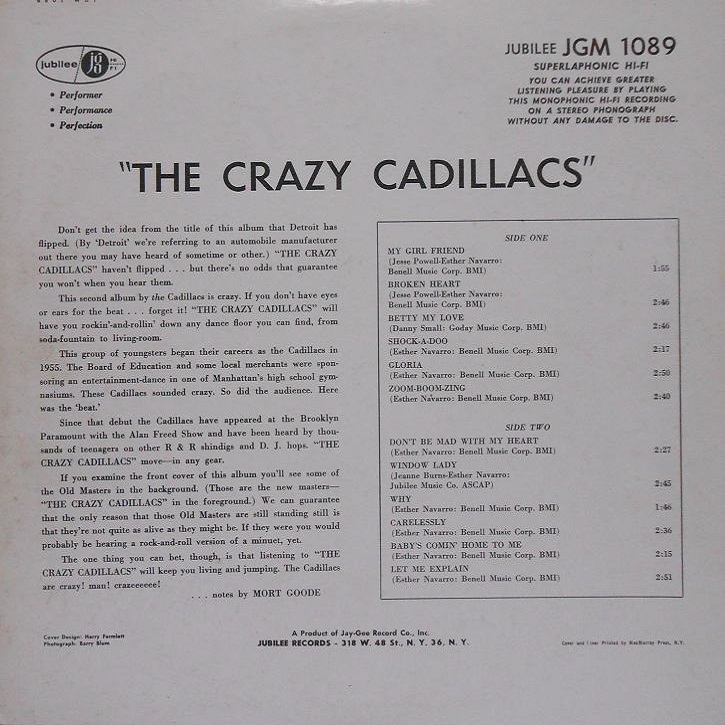 jubilee jg HI FI
• Performer
• Performance
• Perfection
JUBILEE JGM 1089
SUPERLAPHONIC HI-FI
YOU CAN ACHIEVE GREATER
LISTENING PLEASURE BY PLAYING
THIS MONOPHONIC HI-FI RECORDING
ON A STEREO PHONOGRAPH
WITHOUT ANY DAMAGE TO THE DISC.
"THE CRAZY CADILLACS"
Don't get the idea from the title of this album that Detroit has
flipped. (By 'Detroit' we're referring to an automobile manufacturer
out there you may have heard of sometime or other.) "THE CRAZY
CADILLACS" haven't flipped . . . but there's no odds that guarantee
you won't when you hear them.
This second album by the Cadillacs is crazy. If you don't have eyes
or ears for the beat . . . forget it! "THE CRAZY CADILLACS" will
have you rockin'-and-rollin' down any dance floor you can find, from
soda-fountain to living-room.
This group of youngsters began their careers as the Cadillacs in
1955. The Board of Education and some local merchants were spon-
soring an entertainment-dance in one of Manhattan's high school gym-
nasiums. These Cadillacs sounded crazy. So did the audience. Here
was the 'beat.'
Since that debut the Cadillacs have appeared at the Brooklyn
Paramount with the Alan Freed Show and have been heard by thou-
sands of teenagers on other R & R shindigs and D. J. hops. "THE
CRAZY CADILLACS" move—in any gear.
If you examine the front cover of this album you'll see some of
the Old Masters in the background. (Those are the new masters—
"THE CRAZY CADILLACS" in the foreground.) We can guarantee
that the only reason that those Old Masters are still standing still is
that they're not quite as alive as they might be. If they were you would
probably be hearing a rock-and-roll version of a minuet, yet.
The one thing you can bet, though, is that listening to "THE
CRAZY CADILLACS" will keep you living and jumping. The Cadillacs
are crazy! man! crazeeeeee!
. . . notes by MORT GOODE
SIDE ONE
MY GIRL FRIEND
(Jesse Powell-Esther Navarro:
Benell Music Corp. BMI) 1:55
BROKEN HEART
(Jesse Powell-Esther Navarro:
Benell Music Corp. BMI) 2:46
BETTY MY LOVE
(Danny Small: Goday Music Corp. BMI) 2:46
SHOCK-A-DOO
(Esther Navarro: Benell Music Corp. BMI) 2:17
GLORIA
(Esther Navarro: Benell Music Corp. BMI) 2:50
ZOOM-BOOM-ZING
(Esther Navarro: Benell Music Corp. BMI) 2:40
SIDE TWO
DON'T BE MAD WITH MY HEART
(Esther Navarro: Benell Music Corp. BMI) 2:27
WINDOW LADY
(Jeanne Burns-Esther Navarro:
Jubilee Music Co. ASCAP) 2:45
WHY
(Esther Navarro: Benell Music Corp. BMI) 1:46
CARELESSLY
(Esther Navarro: Benell Music Corp. BMI) 2:36
BABY'S COMIN' HOME TO ME
(Esther Navarro: Benell Music Corp. BMI) 2:15
LET ME EXPLAIN
(Esther Navarro: Benell Music Corp. BMI) 2:51
Cover Design: Harry Farmlett
Photograph: Barry Blum
A Product of Jay-Gee Record Co., Inc.
JUBILEE RECORDS - 318 W. 48 St., N. Y. 36, N. Y.
Cover and liner Printed by MacMurray Press, N.Y.